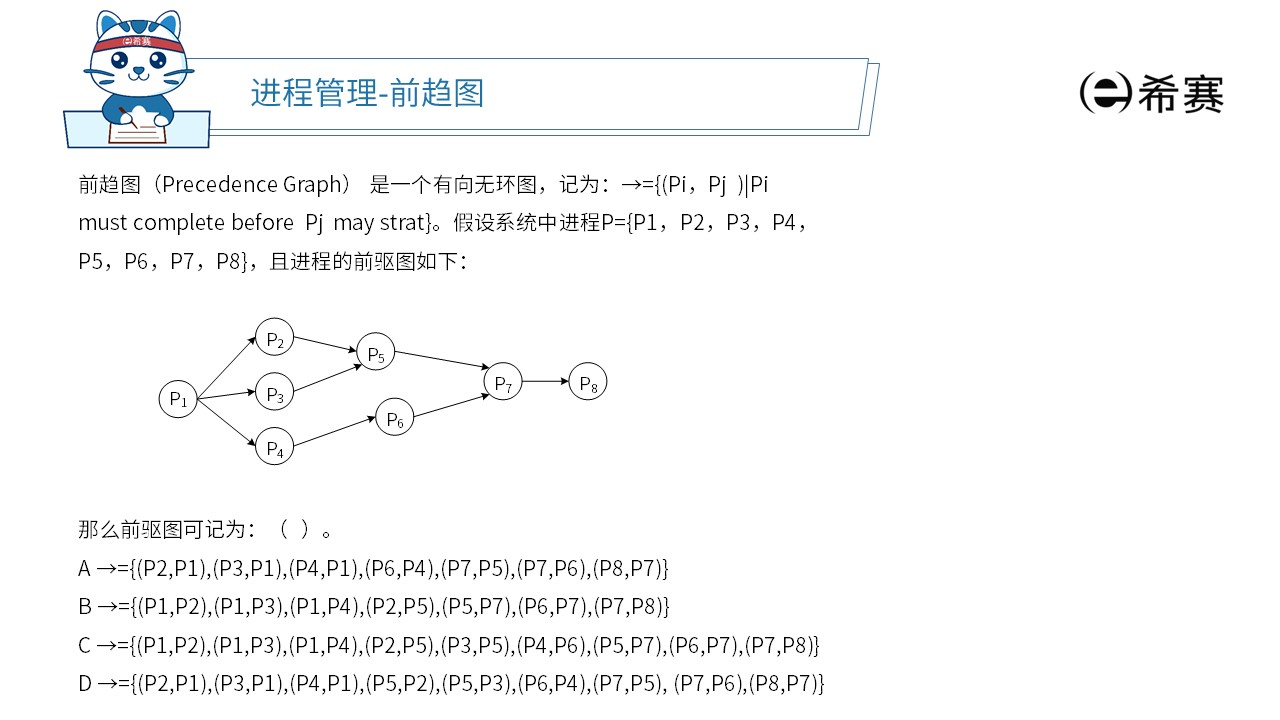 进程管理-前趋图
希赛
希赛
前趋图（Precedence Graph） 是一个有向无环图，记为：→={(Pi，Pj )|Pi
must complete before Pj may strat}。假设系统中进程P={P1，P2，P3，P4，
P5，P6，P7，P8}，且进程的前驱图如下：
P2
P5
P1
P3
P7
P8
P6
P4
那么前驱图可记为：（ ）。
A →={(P2,P1),(P3,P1),(P4,P1),(P6,P4),(P7,P5),(P7,P6),(P8,P7)}
B →={(P1,P2),(P1,P3),(P1,P4),(P2,P5),(P5,P7),(P6,P7),(P7,P8)}
C →={(P1,P2),(P1,P3),(P1,P4),(P2,P5),(P3,P5),(P4,P6),(P5,P7),(P6,P7),(P7,P8)}
D →={(P2,P1),(P3,P1),(P4,P1),(P5,P2),(P5,P3),(P6,P4),(P7,P5), (P7,P6),(P8,P7)}